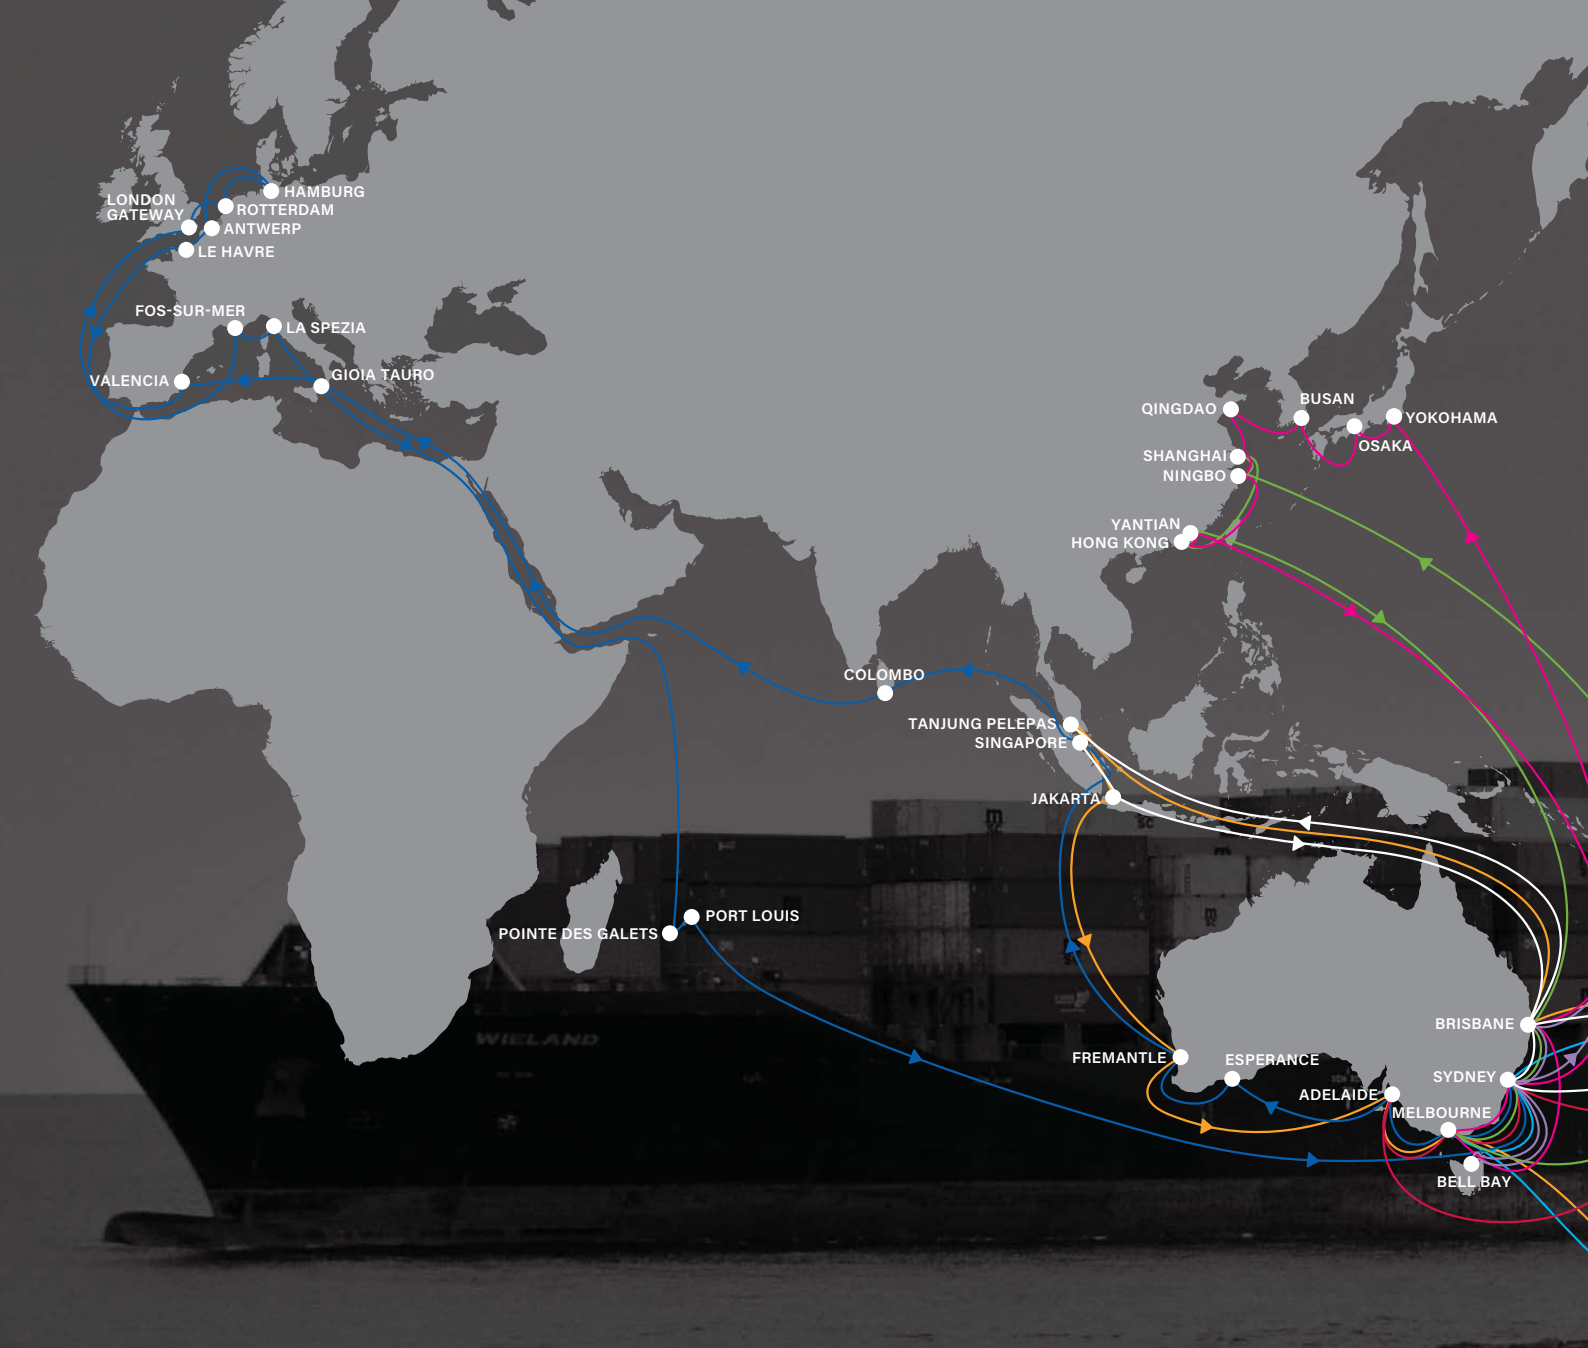 HAMBURG
LONDON
GATEWAY
ROTTERDAM
ANTWERP
LE HAVRE
FOS-SUR-MER
LA SPEZIA
VALENCIA
GIOIA TAURO
QINGDAO
BUSAN
YOKOHAMA
OSAKA
SHANGHAI
NINGBO
YANTIAN
HONG KONG
COLOMBO
TANJUNG PELEPAS
SINGAPORE
JAKARTA
PORT LOUIS
POINTE DES GALETS
BRISBANE
FREMANTLE
ESPERANCE
SYDNEY
ADELAIDE
MELBOURNE
BELL BAY
WIELAND
m
SC
SC